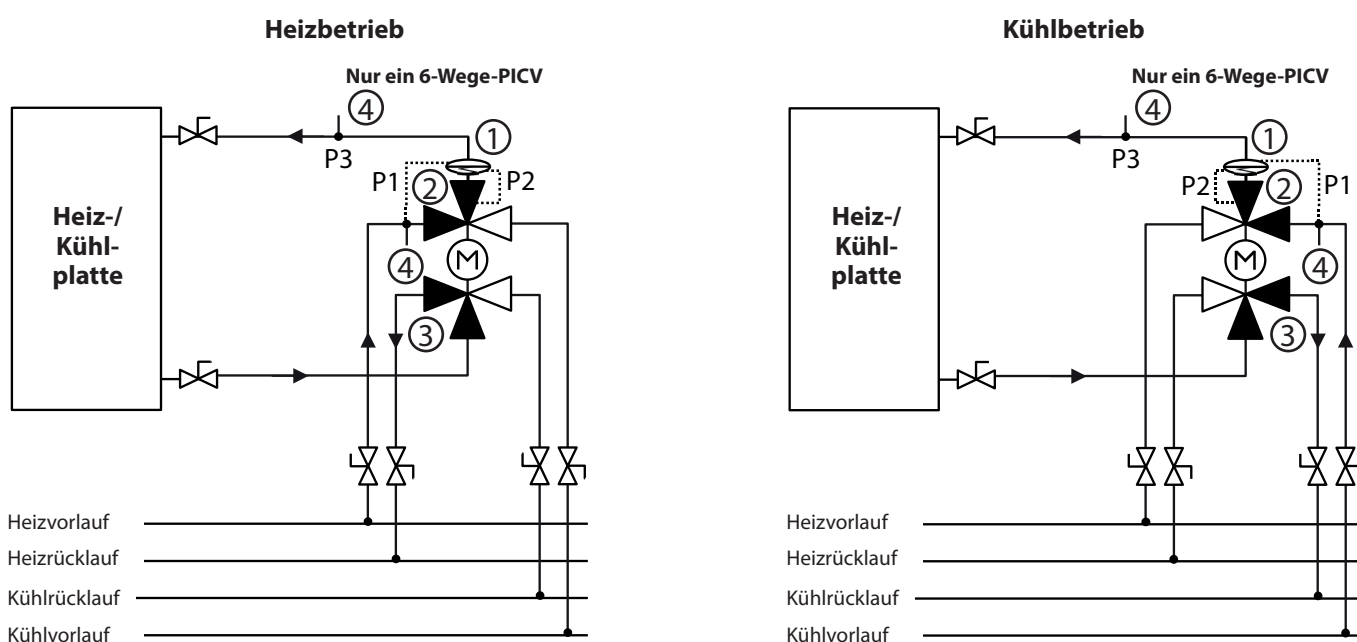 Heizbetrieb
Nur ein 6-Wege-PICV
4
1
P3
P1
2
P2
Heiz-/
Kühl-
platte
4
M
3
Heizvorlauf
Heizrücklauf
Kühlrücklauf
Kühlvorlauf
Kühlbetrieb
Nur ein 6-Wege-PICV
4
1
P3
P2
2
P1
Heiz-/
Kühl-
platte
M
4
3
Heizvorlauf
Heizrücklauf
Kühlrücklauf
Kühlvorlauf